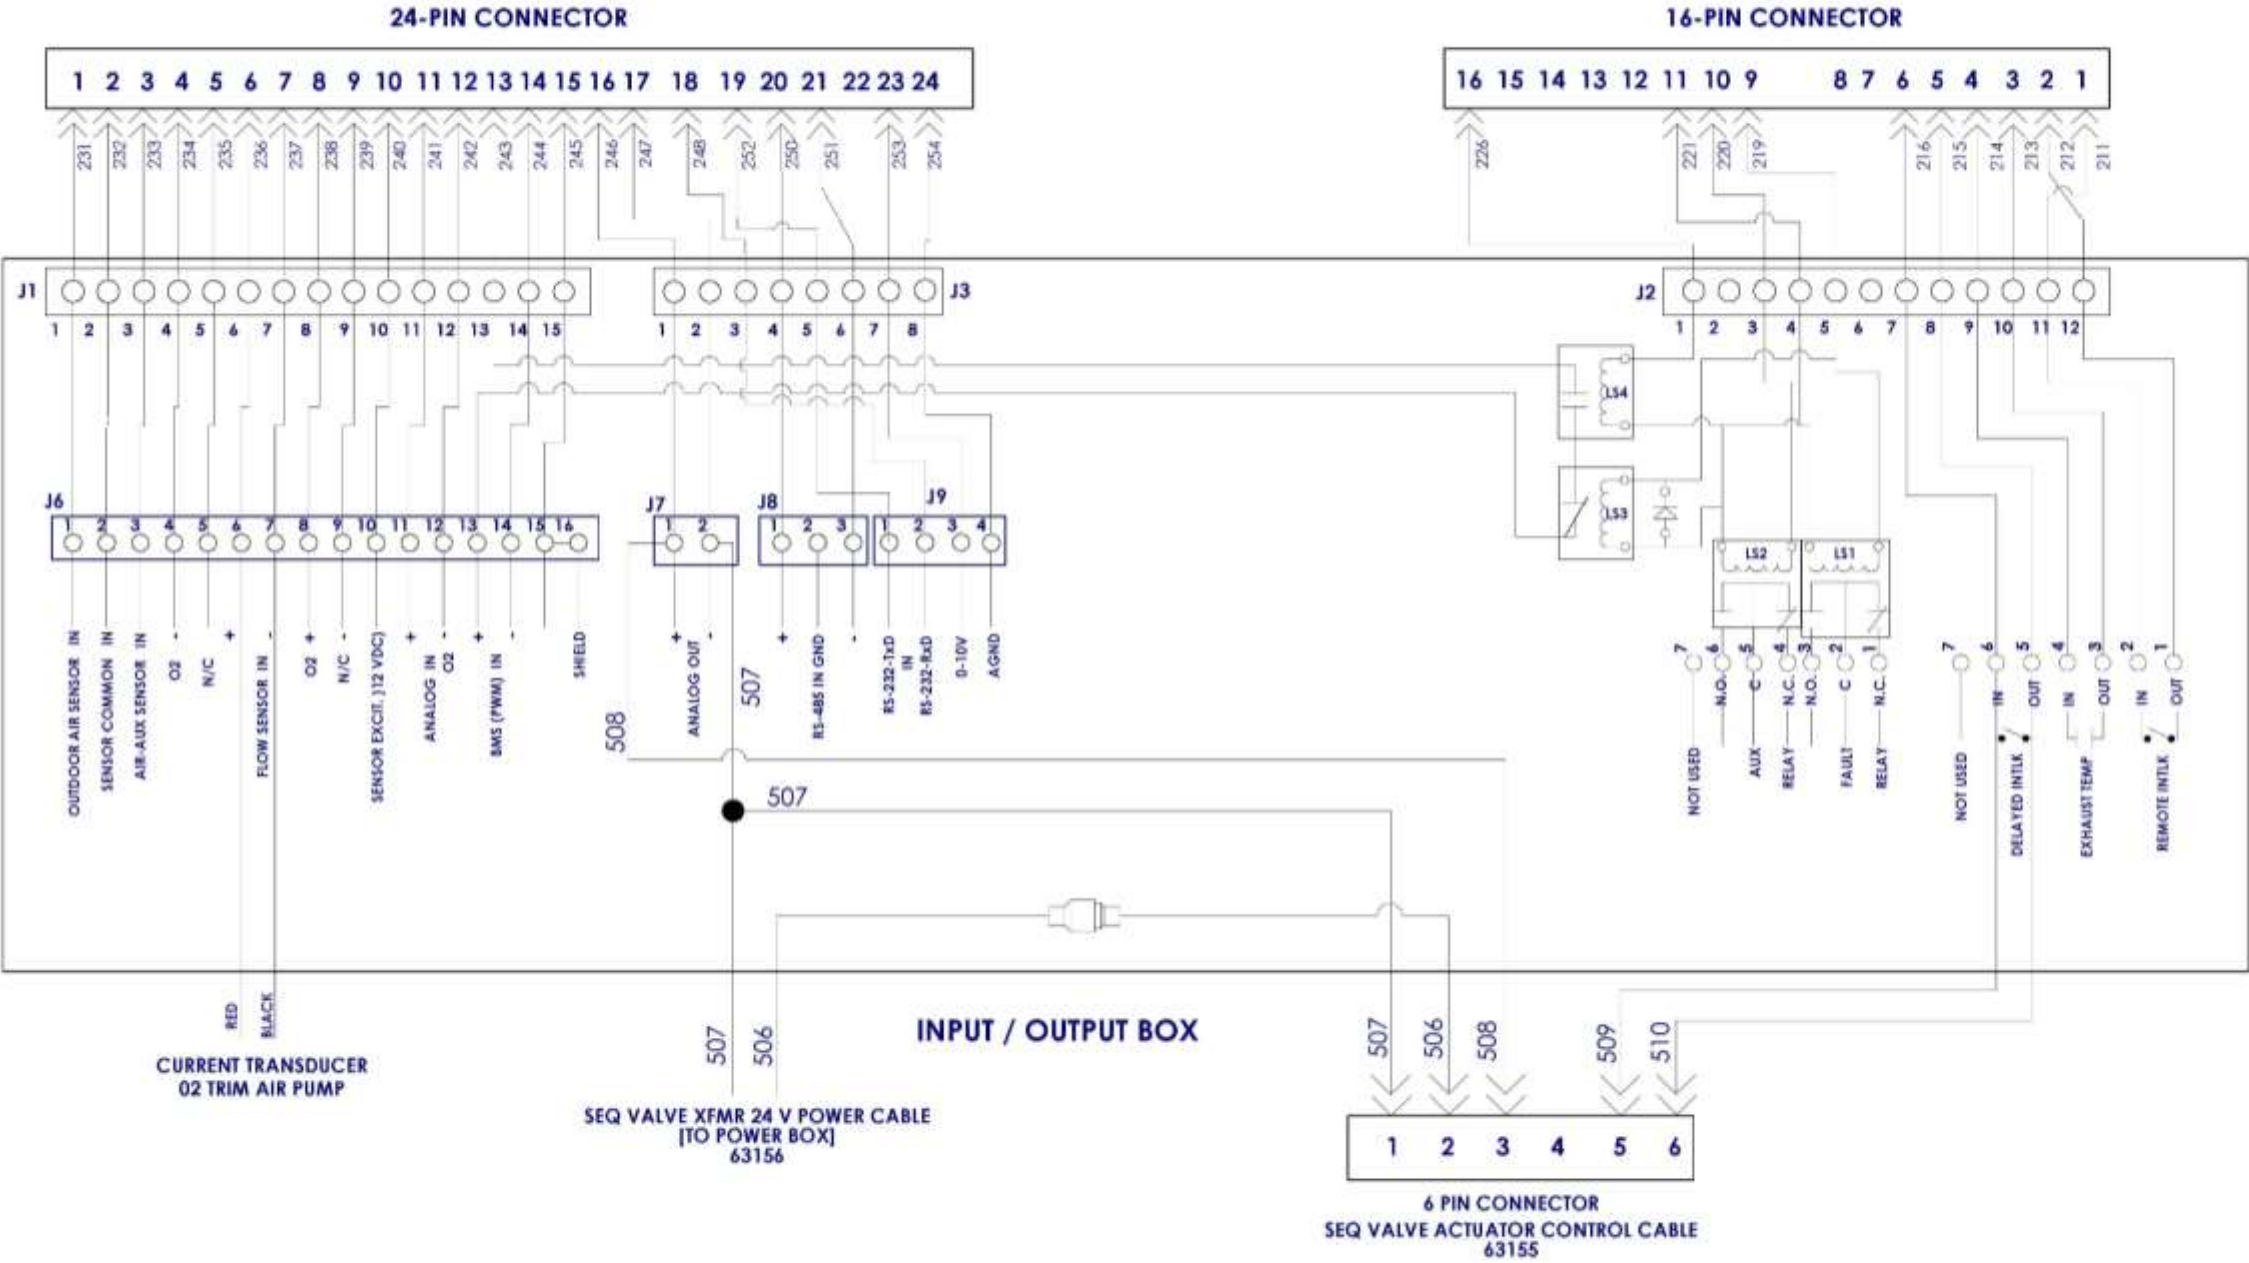 24-PIN CONNECTOR
16-PIN CONNECTOR
1 2 3 4 5 6 7 8 9 10 11 12 13 14 15 16 17 18 19 20 21 22 23 24
16 15 14 13 12 11 10 9 8 7 6 5 4 3 2 1
231 232 233 234 235 236 237 238 239 240 241 242 243 244 245 246 247 248 252 250 251 253 254
226 221 220 219 216 215 214 213 212 211
J1
J3
J2
1 2 3 4 5 6 7 8 9 10 11 12 13 14 15
1 2 3 4 5 6 7 8
1 2 3 4 5 6 7 8 9 10 11 12
LS4
LS3
LS2
LS1
J6
J7
J8
J9
1 2 3 4 5 6 7 8 9 10 11 12 13 14 15 16
1 2
1 2 3
1 2 3 4
OUTDOOR AIR SENSOR IN
SENSOR COMMON IN
AIR-AUX SENSOR IN
O2 -
N/C
+
FLOW SENSOR IN -
O2 +
N/C -
SENSOR EXCIT. )12 VDC)
ANALOG IN +
O2 -
+
BMS (PWM) IN -
SHIELD
+
ANALOG OUT -
+
RS-485 IN GND
-
RS-232-TxD
IN
RS-232-RxD
0-10V
AGND
7 6 5 4 3 2 1
N.O. C N.C. N.O. C N.C.
NOT USED
AUX
RELAY
FAULT
RELAY
7 6 5 4 3 2 1
IN OUT IN OUT IN OUT
NOT USED
DELAYED INTLK
EXHAUST TEMP
REMOTE INTLK
508
507
507
RED
BLACK
CURRENT TRANSDUCER
02 TRIM AIR PUMP
507
506
SEQ VALVE XFMR 24 V POWER CABLE
[TO POWER BOX]
63156
INPUT / OUTPUT BOX
507 506 508 509 510
1 2 3 4 5 6
6 PIN CONNECTOR
SEQ VALVE ACTUATOR CONTROL CABLE
63155